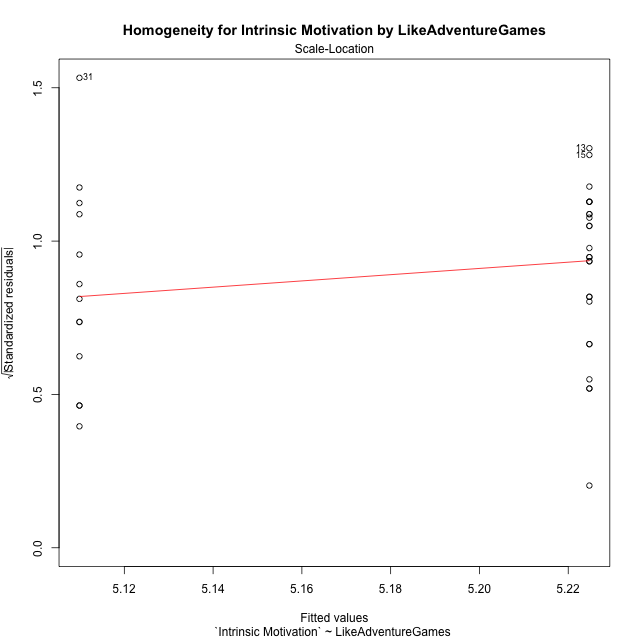 Homogeneity for Intrinsic Motivation by LikeAdventureGames
Scale-Location
31
13
15
1.5
1.0
0.5
0.0
√|Standardized residuals|
5.12 5.14 5.16 5.18 5.20 5.22
Fitted values
`Intrinsic Motivation` ~ LikeAdventureGames